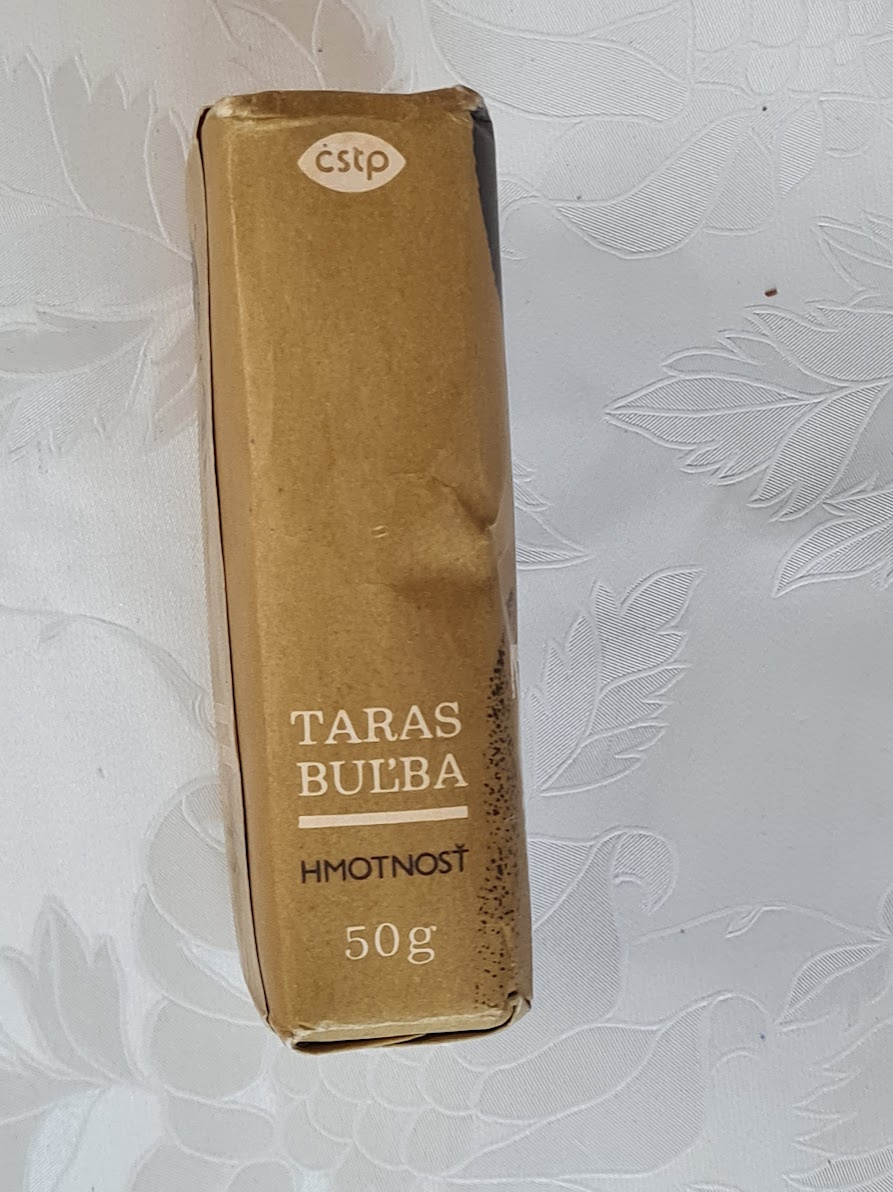 čstp
TARAS
BUĽBA
HMOTNOSŤ
50g